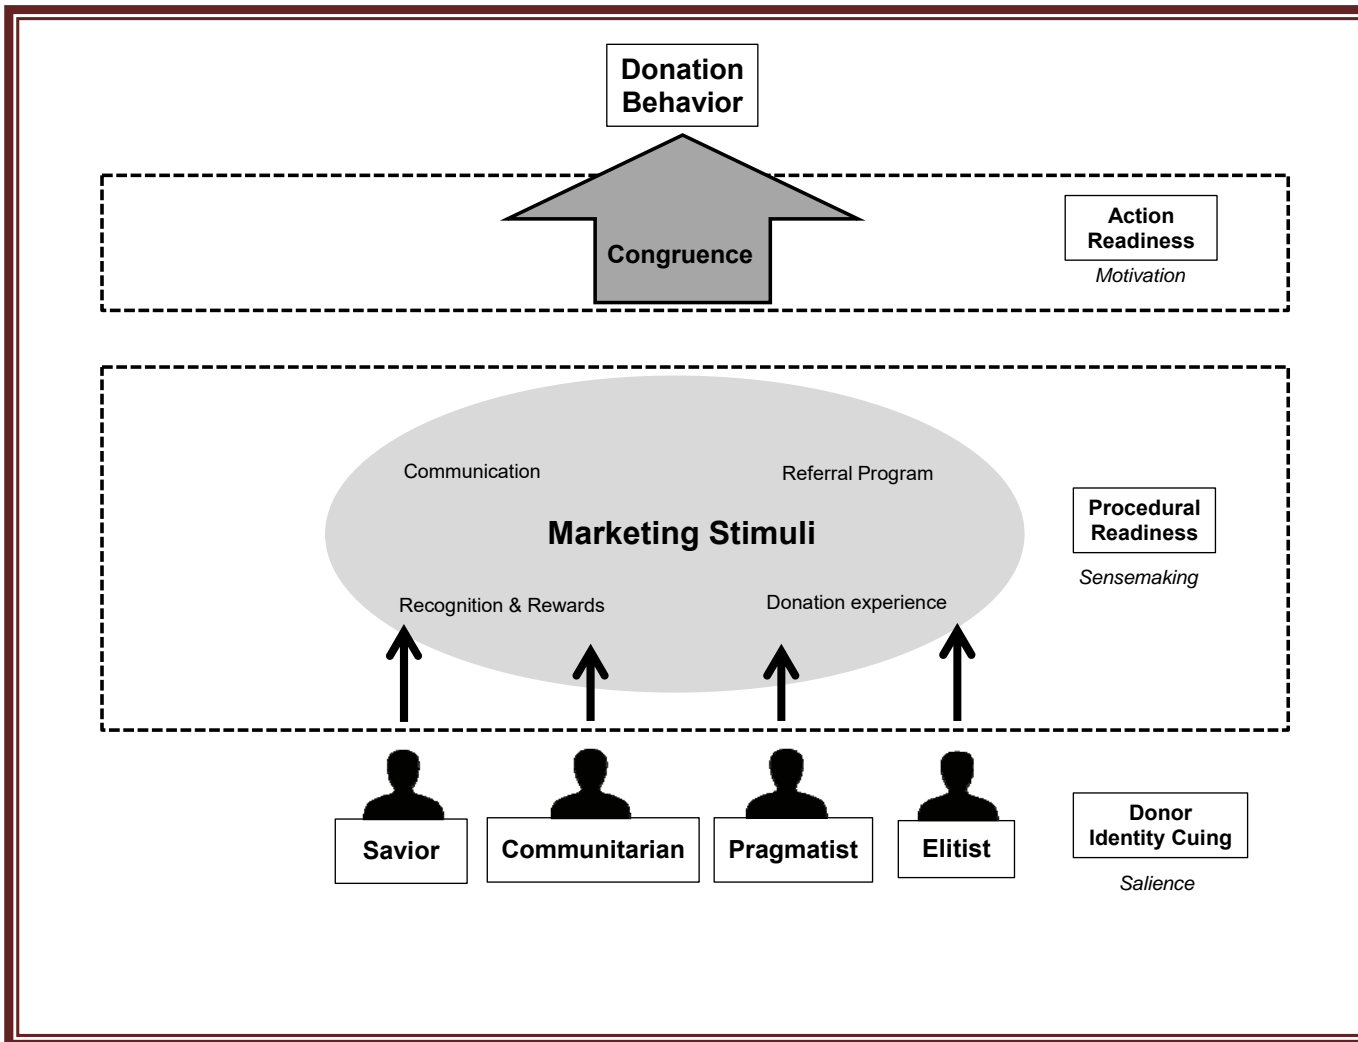 Donation
Behavior
Action
Readiness
Congruence
Motivation
Communication
Referral Program
Marketing Stimuli
Procedural
Readiness
Sensemaking
Recognition & Rewards
Donation experience
Savior
Communitarian
Pragmatist
Elitist
Donor
Identity Cuing
Salience